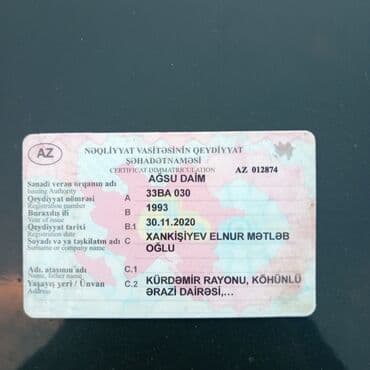 AZ
NƏQLİYYAT VASİTƏSİNİN QEYDİYYAT
ŞƏHADƏTNAMƏSİ
CERTIFICAT D'IMMATRICULATION AZ 012874
Sənədi verən orqanın adı AĞSU DAİM
Issuing Authority
Qeydiyyat nömrəsi A 33BA 030
Registration number
Buraxılış ili B 1993
Year of issue
Qeydiyyat tarixi B.1 30.11.2020
Registration date
Soyadı və ya təşkilatın adı C XANKİŞİYEV ELNUR MƏTLƏB
Surname or company name OĞLU
Adı, atasının adı C.1
Name, father name
Yaşayış yeri / Ünvan C.2 KÜRDƏMİR RAYONU, KÖHÜNLÜ
Address ƏRAZİ DAİRƏSİ,...